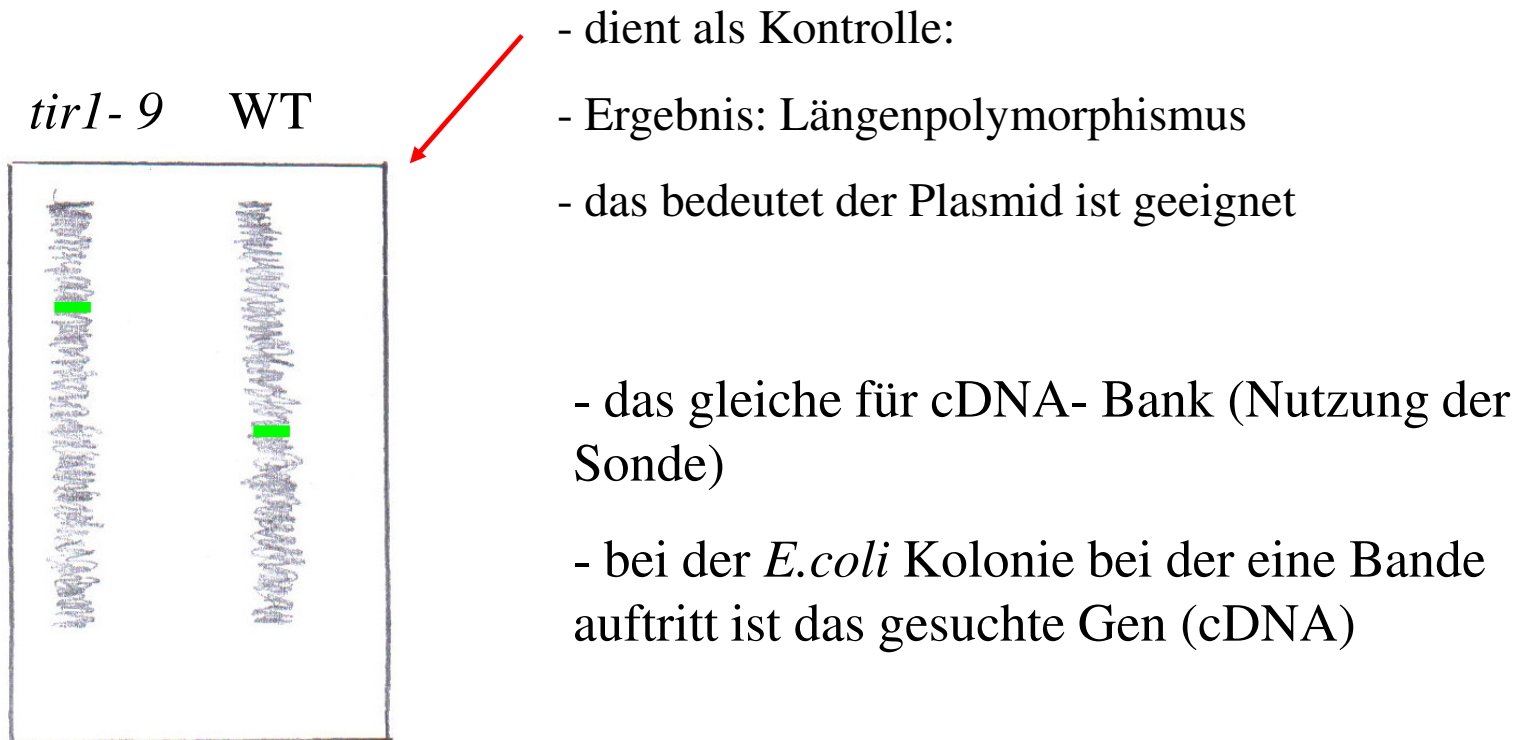 - dient als Kontrolle:
tir1- 9 WT
- Ergebnis: Längenpolymorphismus
- das bedeutet der Plasmid ist geeignet
- das gleiche für cDNA- Bank (Nutzung der
Sonde)
- bei der E.coli Kolonie bei der eine Bande
auftritt ist das gesuchte Gen (cDNA)